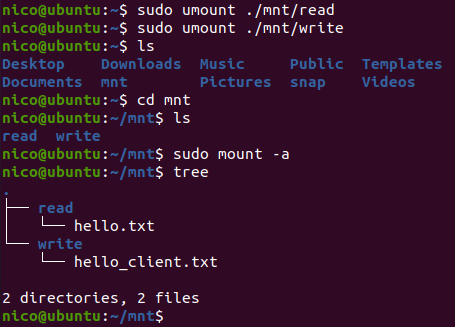 nico@ubuntu:~$ sudo umount ./mnt/read
nico@ubuntu:~$ sudo umount ./mnt/write
nico@ubuntu:~$ ls
Desktop    Downloads  Music     Public  Templates
Documents  mnt        Pictures  snap    Videos
nico@ubuntu:~$ cd mnt
nico@ubuntu:~/mnt$ ls
read  write
nico@ubuntu:~/mnt$ sudo mount -a
nico@ubuntu:~/mnt$ tree
.
├── read
│   └── hello.txt
└── write
    └── hello_client.txt

2 directories, 2 files
nico@ubuntu:~/mnt$